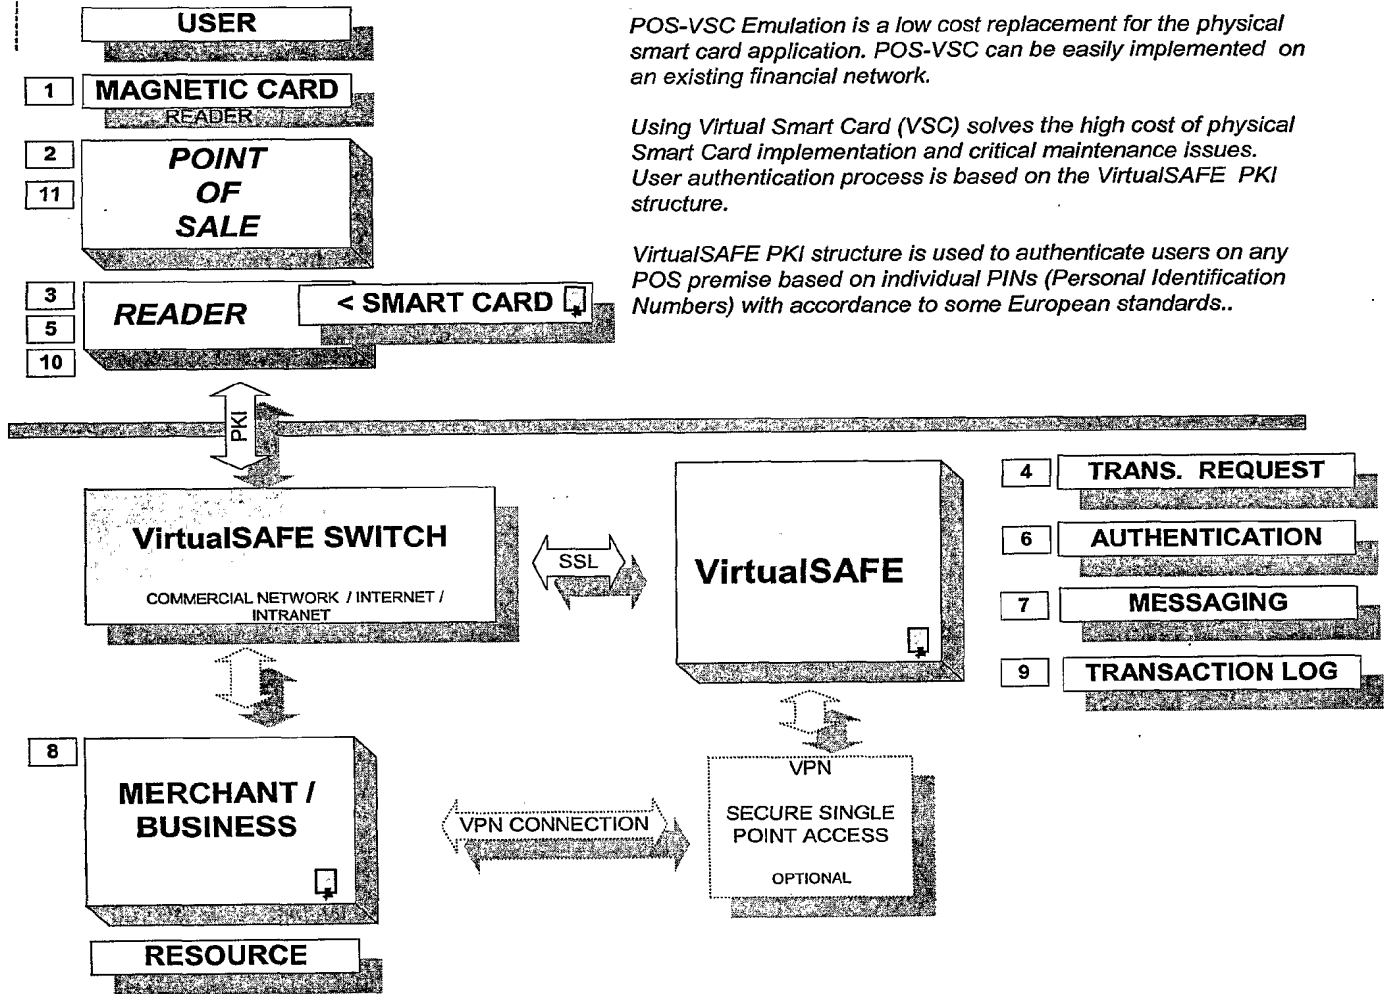 USER
1
MAGNETIC CARD
READER
2
11
POINT
OF
SALE
3
5
10
READER
< SMART CARD
POS-VSC Emulation is a low cost replacement for the physical
smart card application. POS-VSC can be easily implemented on
an existing financial network.
Using Virtual Smart Card (VSC) solves the high cost of physical
Smart Card implementation and critical maintenance issues.
User authentication process is based on the VirtualSAFE PKI
structure.
VirtualSAFE PKI structure is used to authenticate users on any
POS premise based on individual PINs (Personal Identification
Numbers) with accordance to some European standards..
PKI
VirtualSAFE SWITCH
COMMERCIAL NETWORK / INTERNET /
INTRANET
SSL
VirtualSAFE
4
TRANS. REQUEST
6
AUTHENTICATION
7
MESSAGING
9
TRANSACTION LOG
8
MERCHANT /
BUSINESS
VPN CONNECTION
VPN
SECURE SINGLE
POINT ACCESS
OPTIONAL
RESOURCE